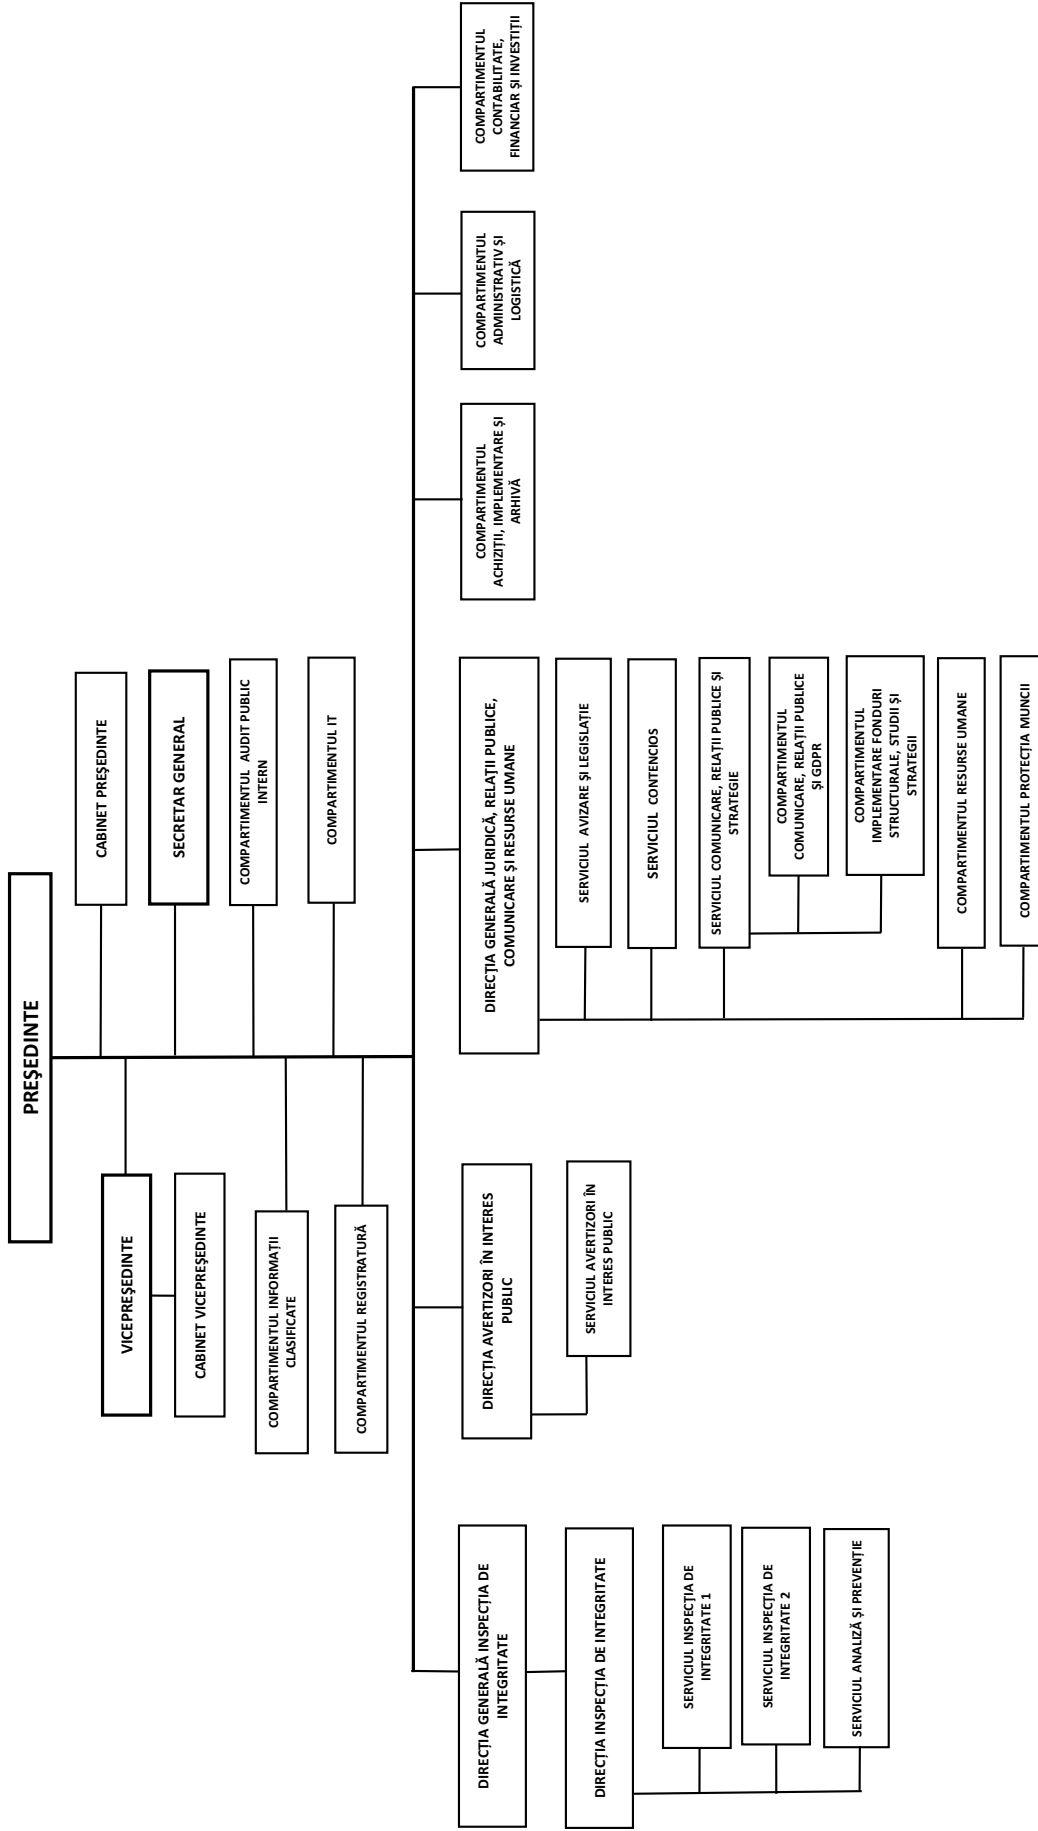 PREȘEDINTE
VICEPREȘEDINTE
CABINET VICEPREȘEDINTE
COMPARTIMENTUL INFORMAȚII
CLASIFICATE
COMPARTIMENTUL REGISTRATURĂ
CABINET PREȘEDINTE
SECRETAR GENERAL
COMPARTIMENTUL AUDIT PUBLIC
INTERN
COMPARTIMENTUL IT
DIRECȚIA GENERALĂ INSPECȚIA DE
INTEGRITATE
DIRECȚIA INSPECȚIA DE INTEGRITATE
SERVICIUL INSPECȚIA DE
INTEGRITATE 1
SERVICIUL INSPECȚIA DE
INTEGRITATE 2
SERVICIUL ANALIZĂ ȘI PREVENȚIE
DIRECȚIA AVERTIZORI ÎN INTERES
PUBLIC
SERVICIUL AVERTIZORI ÎN
INTERES PUBLIC
DIRECȚIA GENERALĂ JURIDICĂ, RELAȚII PUBLICE,
COMUNICARE ȘI RESURSE UMANE
SERVICIUL AVIZARE ȘI LEGISLAȚIE
SERVICIUL CONTENCIOS
SERVICIUL COMUNICARE, RELAȚII PUBLICE ȘI
STRATEGIE
COMPARTIMENTUL
COMUNICARE, RELAȚII PUBLICE
ȘI GDPR
COMPARTIMENTUL
IMPLEMENTARE FONDURI
STRUCTURALE, STUDII ȘI
STRATEGII
COMPARTIMENTUL RESURSE UMANE
COMPARTIMENTUL PROTECȚIA MUNCII
COMPARTIMENTUL
ACHIZIȚII, IMPLEMENTARE ȘI
ARHIVĂ
COMPARTIMENTUL
ADMINISTRATIV ȘI
LOGISTICĂ
COMPARTIMENTUL
CONTABILITATE,
FINANCIAR ȘI INVESTIȚII